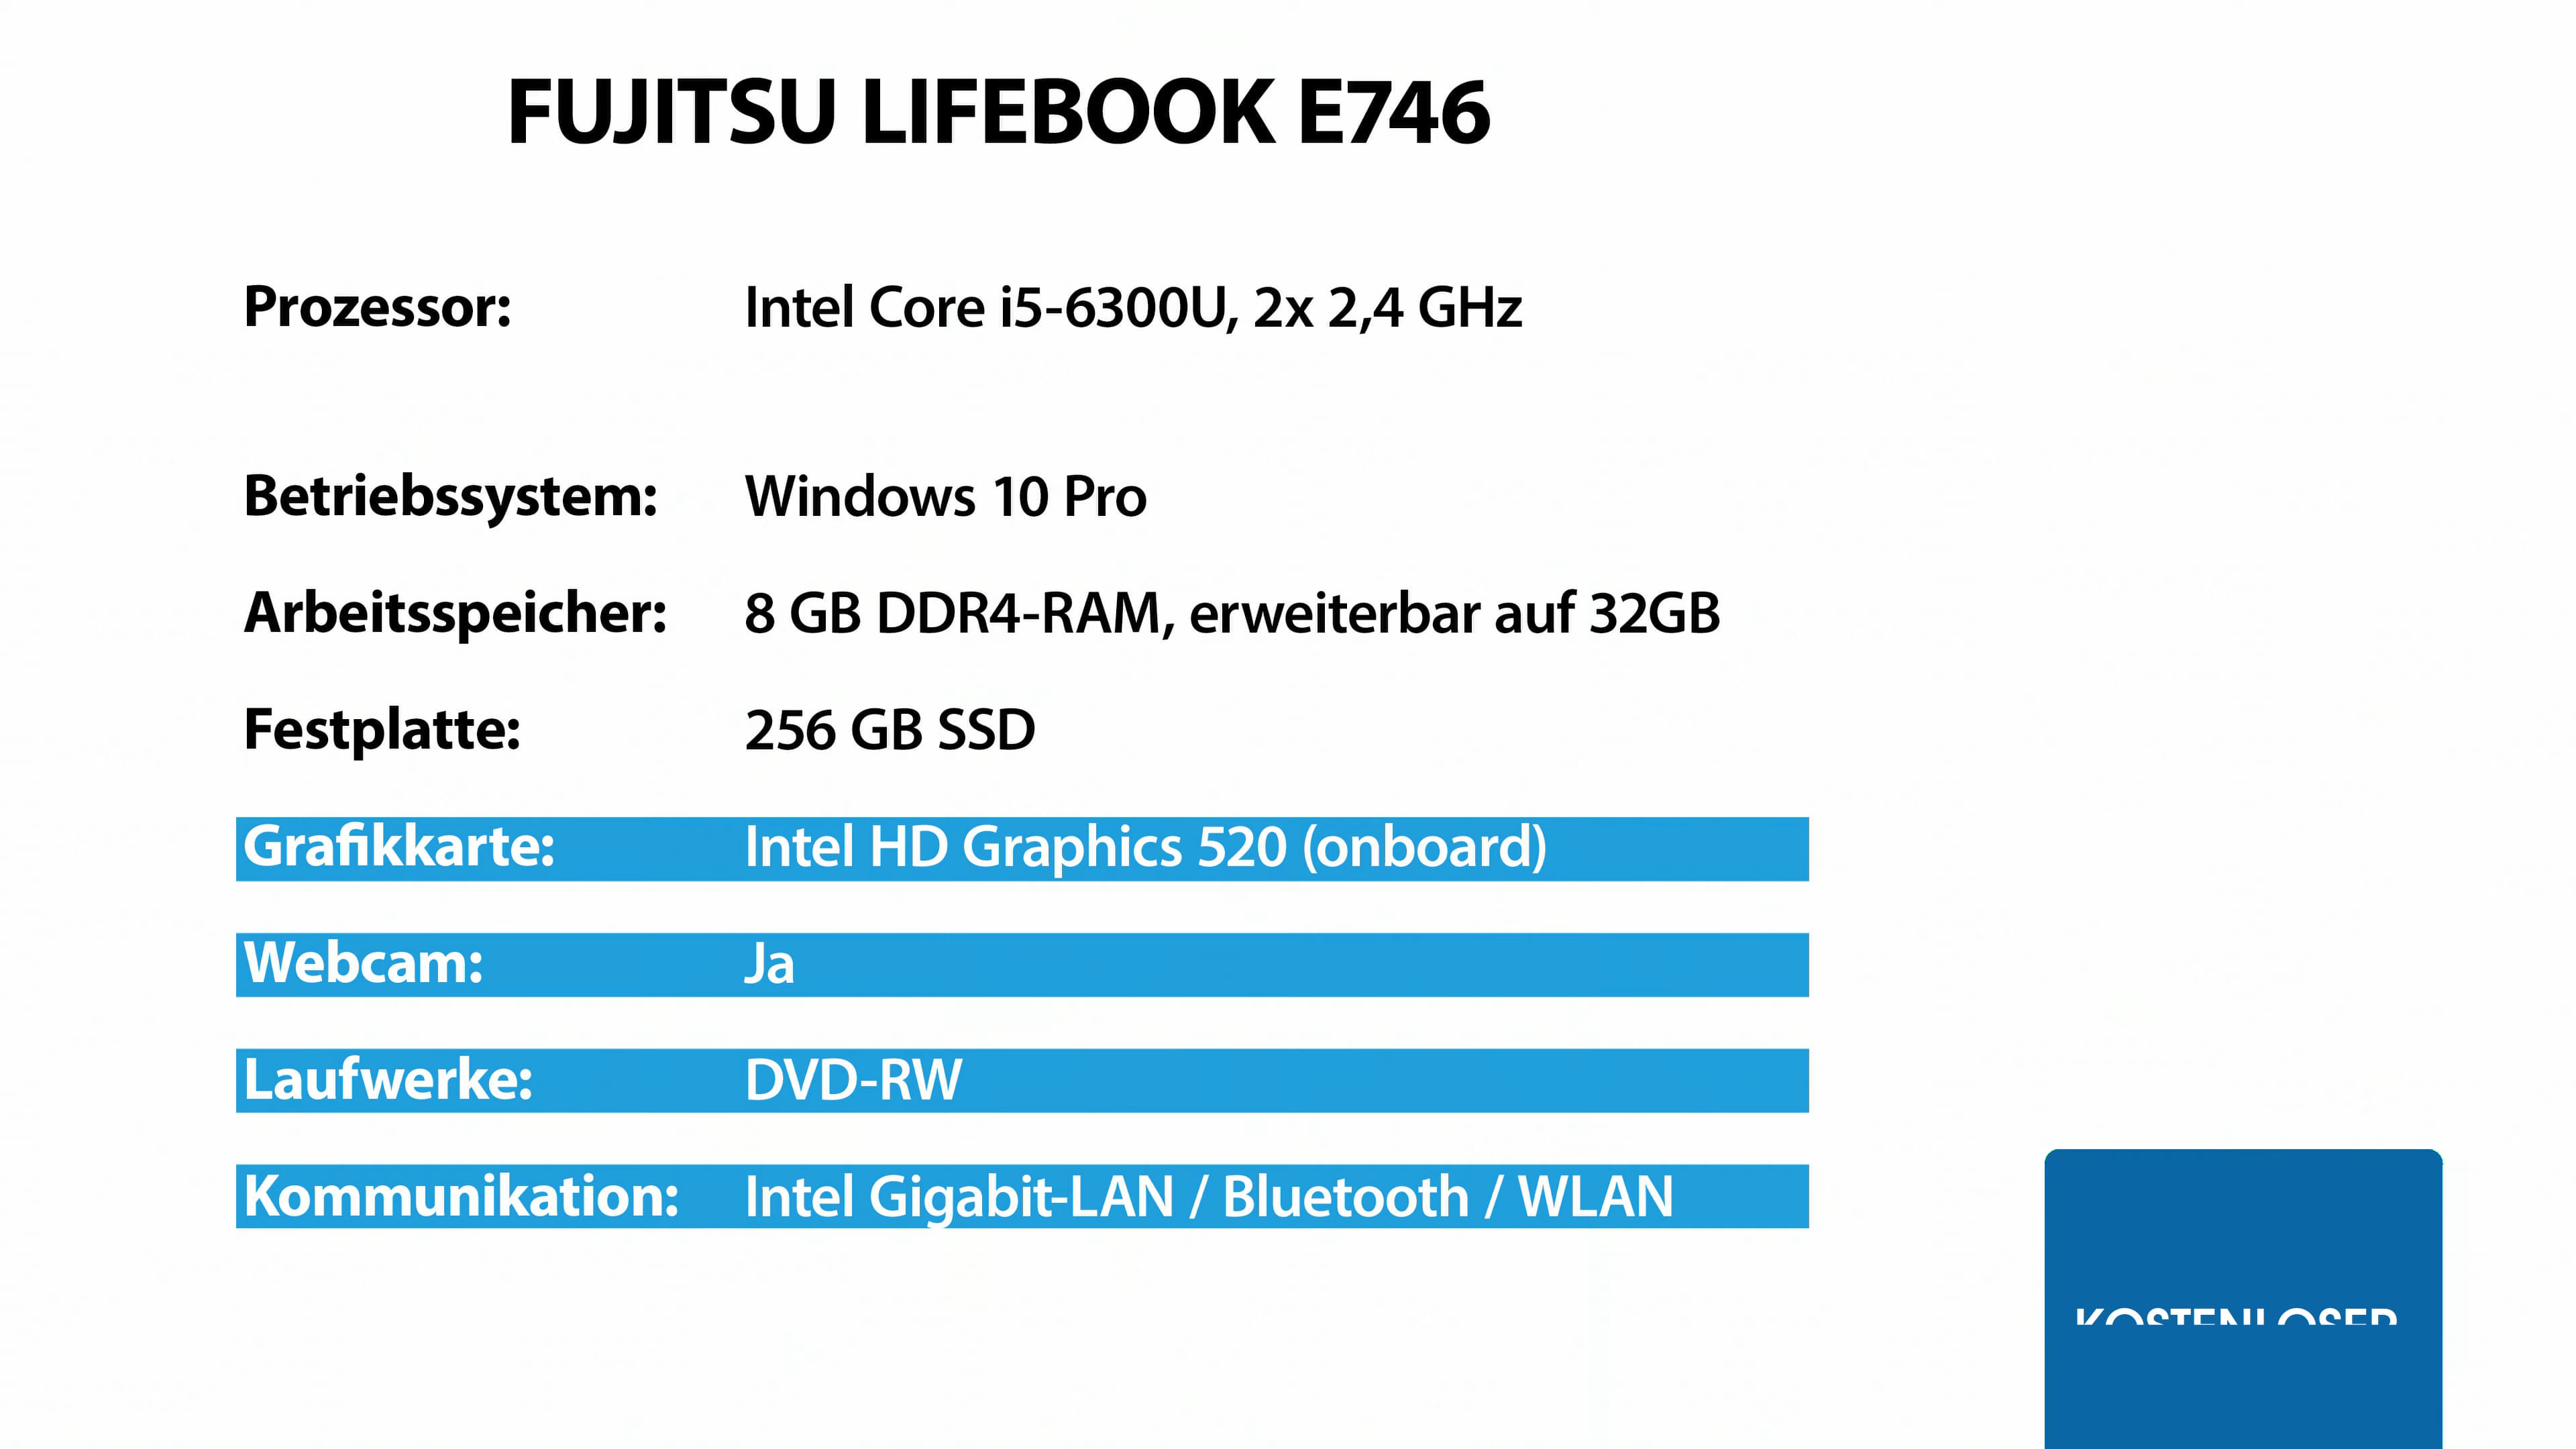 FUJITSU LIFEBOOK E746
Prozessor: Intel Core i5-6300U, 2x 2,4 GHz
Betriebssystem: Windows 10 Pro
Arbeitsspeicher: 8 GB DDR4-RAM, erweiterbar auf 32GB
Festplatte: 256 GB SSD
Grafikkarte: Intel HD Graphics 520 (onboard)
Webcam: Ja
Laufwerke: DVD-RW
Kommunikation: Intel Gigabit-LAN / Bluetooth / WLAN
KOSTENLOSER